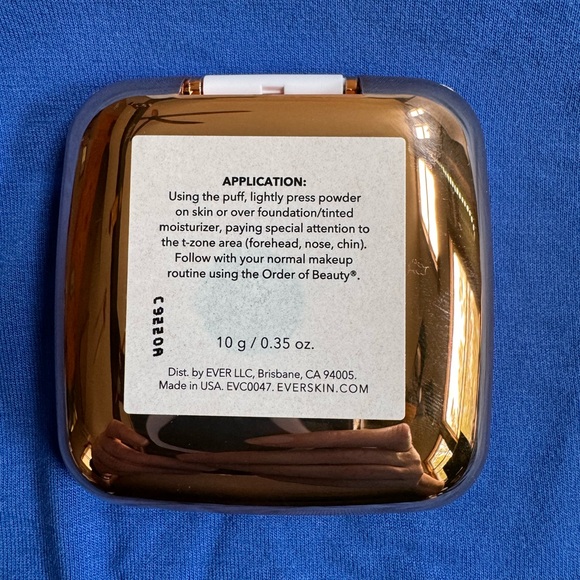 APPLICATION:
Using the puff, lightly press powder
on skin or over foundation/tinted
moisturizer, paying special attention to
the t-zone area (forehead, nose, chin).
Follow with your normal makeup
routine using the Order of Beauty®.
10 g / 0.35 oz.
Dist. by EVER LLC, Brisbane, CA 94005.
Made in USA. EVC0047. EVERSKIN.COM